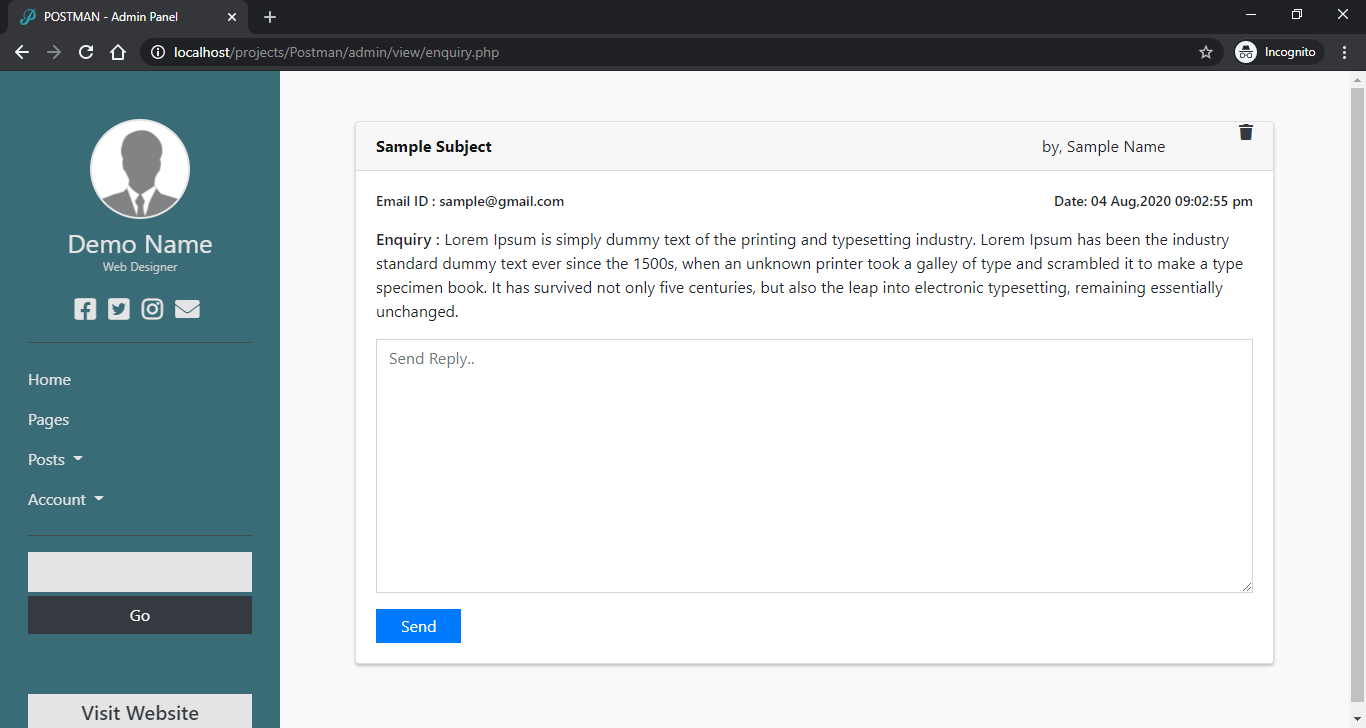 POSTMAN - Admin Panel
localhost/projects/Postman/admin/view/enquiry.php
Incognito
Demo Name
Web Designer
Home
Pages
Posts
Account
Go
Visit Website
Sample Subject
by, Sample Name
Email ID : sample@gmail.com
Date: 04 Aug,2020 09:02:55 pm
Enquiry : Lorem Ipsum is simply dummy text of the printing and typesetting industry. Lorem Ipsum has been the industry
standard dummy text ever since the 1500s, when an unknown printer took a galley of type and scrambled it to make a type
specimen book. It has survived not only five centuries, but also the leap into electronic typesetting, remaining essentially
unchanged.
Send Reply..
Send